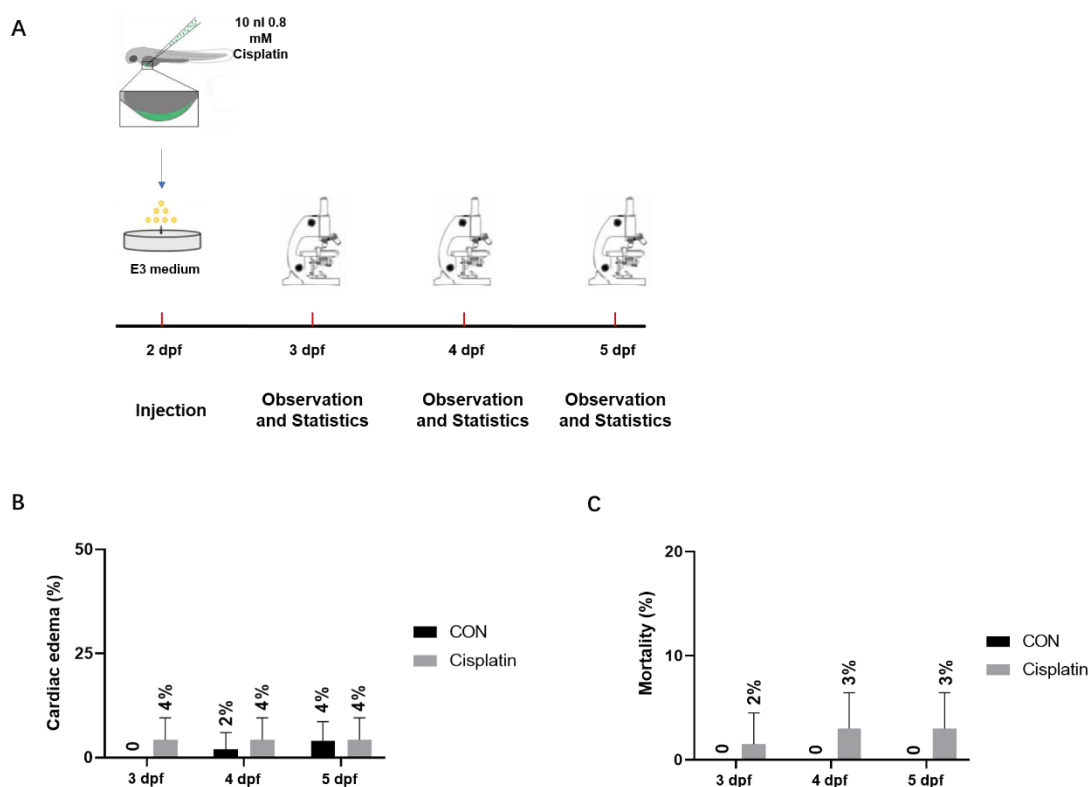 A
10 nl 0.8
mM
Cisplatin
E3 medium
2 dpf
3 dpf
4 dpf
5 dpf
Injection
Observation
and Statistics
Observation
and Statistics
Observation
and Statistics
B
Cardiac edema (%)
50
25
0
0
4%
2%
4%
4%
4%
3 dpf
4 dpf
5 dpf
CON
Cisplatin
C
Mortality (%)
20
10
0
0
2%
0
3%
0
3%
3 dpf
4 dpf
5 dpf
CON
Cisplatin